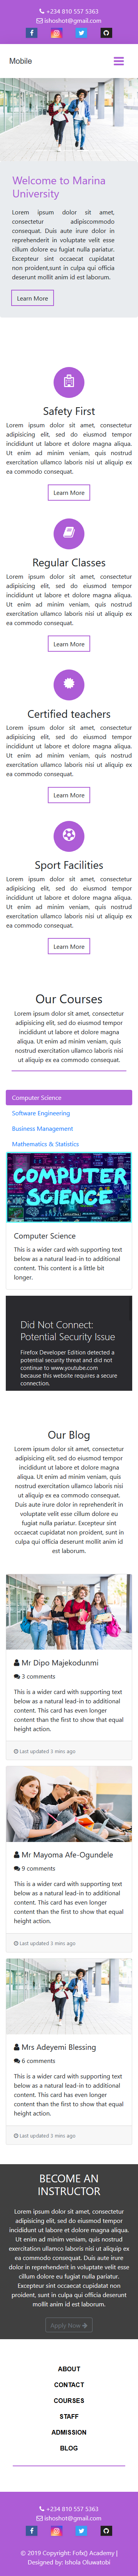 +234 810 557 5363
ishoshot@gmail.com
Mobile
Welcome to Marina
University
Lorem ipsum dolor sit amet,
consectetur adipiscommodo
consequat. Duis aute irure dolor in
reprehenderit in voluptate velit esse
cillum dolore eu fugiat nulla pariatur.
Excepteur sint occaecat cupidatat
non proident,sunt in culpa qui officia
deserunt mollit anim id est laborum.
Learn More
Safety First
Lorem ipsum dolor sit amet, consectetur
adipisicing elit, sed do eiusmod tempor
incididunt ut labore et dolore magna aliqua.
Ut enim ad minim veniam, quis nostrud
exercitation ullamco laboris nisi ut aliquip ex
ea commodo consequat.
Learn More
Regular Classes
Lorem ipsum dolor sit amet, consectetur
adipisicing elit, sed do eiusmod tempor
incididunt ut labore et dolore magna aliqua.
Ut enim ad minim veniam, quis nostrud
exercitation ullamco laboris nisi ut aliquip ex
ea commodo consequat.
Learn More
Certified teachers
Lorem ipsum dolor sit amet, consectetur
adipisicing elit, sed do eiusmod tempor
incididunt ut labore et dolore magna aliqua.
Ut enim ad minim veniam, quis nostrud
exercitation ullamco laboris nisi ut aliquip ex
ea commodo consequat.
Learn More
Sport Facilities
Lorem ipsum dolor sit amet, consectetur
adipisicing elit, sed do eiusmod tempor
incididunt ut labore et dolore magna aliqua.
Ut enim ad minim veniam, quis nostrud
exercitation ullamco laboris nisi ut aliquip ex
ea commodo consequat.
Learn More
Our Courses
Lorem ipsum dolor sit amet, consectetur
adipisicing elit, sed do eiusmod tempor
incididunt ut labore et dolore magna
aliqua. Ut enim ad minim veniam, quis
nostrud exercitation ullamco laboris nisi
ut aliquip ex ea commodo consequat.
Computer Science
Software Engineering
Business Management
Mathematics & Statistics
COMPUTER
SCIENCE
Computer Science
This is a wider card with supporting text
below as a natural lead-in to additional
content. This content is a little bit
longer.
Did Not Connect:
Potential Security Issue
Firefox Developer Edition detected a
potential security threat and did not
continue to www.youtube.com
because this website requires a secure
connection.
Our Blog
Lorem ipsum dolor sit amet, consectetur
adipisicing elit, sed do eiusmod tempor
incididunt ut labore et dolore magna
aliqua. Ut enim ad minim veniam, quis
nostrud exercitation ullamco laboris nisi
ut aliquip ex ea commodo consequat.
Duis aute irure dolor in reprehenderit in
voluptate velit esse cillum dolore eu
fugiat nulla pariatur. Excepteur sint
occaecat cupidatat non proident, sunt in
culpa qui officia deserunt mollit anim id
est laborum.
Mr Dipo Majekodunmi
3 comments
This is a wider card with supporting text
below as a natural lead-in to additional
content. This card has even longer
content than the first to show that equal
height action.
Last updated 3 mins ago
Mr Mayoma Afe-Ogundele
9 comments
This is a wider card with supporting text
below as a natural lead-in to additional
content. This card has even longer
content than the first to show that equal
height action.
Last updated 3 mins ago
Mrs Adeyemi Blessing
6 comments
This is a wider card with supporting text
below as a natural lead-in to additional
content. This card has even longer
content than the first to show that equal
height action.
Last updated 3 mins ago
BECOME AN
INSTRUCTOR
Lorem ipsum dolor sit amet, consectetur
adipisicing elit, sed do eiusmod tempor
incididunt ut labore et dolore magna aliqua.
Ut enim ad minim veniam, quis nostrud
exercitation ullamco laboris nisi ut aliquip ex
ea commodo consequat. Duis aute irure
dolor in reprehenderit in voluptate velit esse
cillum dolore eu fugiat nulla pariatur.
Excepteur sint occaecat cupidatat non
proident, sunt in culpa qui officia deserunt
mollit anim id est laborum.
Apply Now
ABOUT
CONTACT
COURSES
STAFF
ADMISSION
BLOG
+234 810 557 5363
ishoshot@gmail.com
© 2019 Copyright: FofxIJ Academy |
Designed by: Ishola Oluwatobi